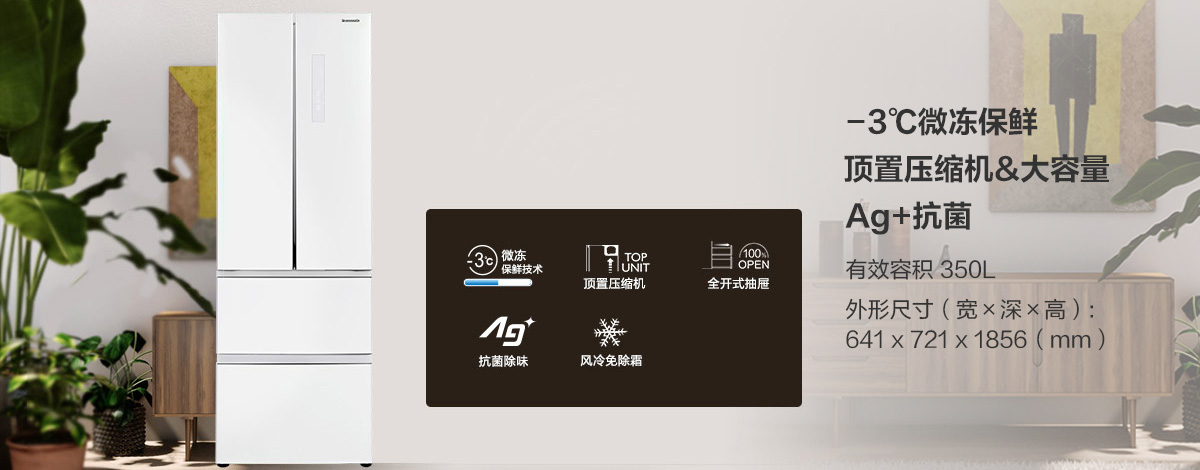 -3℃微冻保鲜
顶置压缩机&大容量
Ag+抗菌
有效容积 350L
外形尺寸（宽×深×高）：
641 x 721 x 1856（mm）
-3℃ 微冻
保鲜技术
TOP
UNIT
顶置压缩机
100%
OPEN
全开式抽屉
Ag+
抗菌除味
风冷免除霜